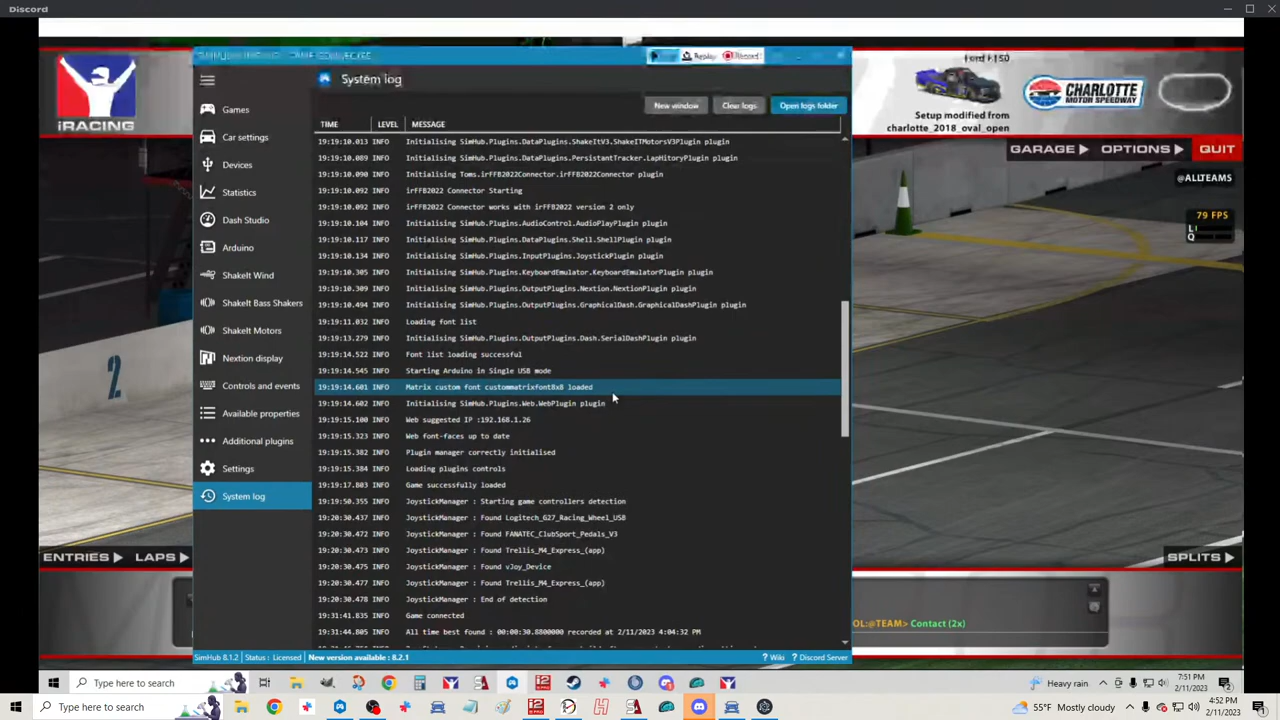 Discord
Replay
Record
Ford F150
iRACING
CHARLOTTE
MOTOR SPEEDWAY
Setup modified from
charlotte_2018_oval_open
GARAGE OPTIONS QUIT
@ALLTEAMS
79 FPS
L
Q
2
ENTRIES LAPS
SPLITS
OL:@TEAM> Contact (2x)
System log
New window
Clear logs
Open logs folder
Games
Car settings
Devices
Statistics
Dash Studio
Arduino
ShakeIt Wind
ShakeIt Bass Shakers
ShakeIt Motors
Nextion display
Controls and events
Available properties
Additional plugins
Settings
System log
TIME LEVEL MESSAGE
19:19:10.013 INFO Initialising SimHub.Plugins.DataPlugins.ShakeItV3.ShakeITMotorsV3Plugin plugin
19:19:10.089 INFO Initialising SimHub.Plugins.DataPlugins.PersistantTracker.LapHistoryPlugin plugin
19:19:10.090 INFO Initialising Toms.irFFB2022Connector.irFFB2022Connector plugin
19:19:10.092 INFO irFFB2022 Connector Starting
19:19:10.092 INFO irFFB2022 Connector works with irFFB2022 version 2 only
19:19:10.104 INFO Initialising SimHub.Plugins.AudioControl.AudioPlayPlugin plugin
19:19:10.117 INFO Initialising SimHub.Plugins.DataPlugins.Shell.ShellPlugin plugin
19:19:10.134 INFO Initialising SimHub.Plugins.InputPlugins.JoystickPlugin plugin
19:19:10.305 INFO Initialising SimHub.Plugins.KeyboardEmulator.KeyboardEmulatorPlugin plugin
19:19:10.309 INFO Initialising SimHub.Plugins.OutputPlugins.Nextion.NextionPlugin plugin
19:19:10.494 INFO Initialising SimHub.Plugins.OutputPlugins.GraphicalDash.GraphicalDashPlugin plugin
19:19:11.032 INFO Loading font list
19:19:13.279 INFO Initialising SimHub.Plugins.OutputPlugins.Dash.SerialDashPlugin plugin
19:19:14.522 INFO Font list loading successful
19:19:14.545 INFO Starting Arduino in Single USB mode
19:19:14.601 INFO Matrix custom font custommatrixfont8x8 loaded
19:19:14.602 INFO Initialising SimHub.Plugins.Web.WebPlugin plugin
19:19:15.100 INFO Web suggested IP :192.168.1.26
19:19:15.323 INFO Web font-faces up to date
19:19:15.382 INFO Plugin manager correctly initialised
19:19:15.384 INFO Loading plugins controls
19:19:17.803 INFO Game successfully loaded
19:19:50.355 INFO JoystickManager : Starting game controllers detection
19:20:30.437 INFO JoystickManager : Found Logitech_G27_Racing_Wheel_USB
19:20:30.472 INFO JoystickManager : Found FANATEC_ClubSport_Pedals_V3
19:20:30.473 INFO JoystickManager : Found Trellis_M4_Express_(app)
19:20:30.475 INFO JoystickManager : Found vJoy_Device
19:20:30.477 INFO JoystickManager : Found Trellis_M4_Express_(app)
19:20:30.478 INFO JoystickManager : End of detection
19:31:41.835 INFO Game connected
19:31:44.805 INFO All time best found : 00:00:30.8800000 recorded at 2/11/2023 4:04:32 PM
SimHub 8.1.2 Status : Licensed New version available : 8.2.1 Wiki Discord Server
Type here to search
Heavy rain
7:51 PM
2/11/2023
2
Type here to search
55°F Mostly cloudy
4:52 PM
2/11/2023